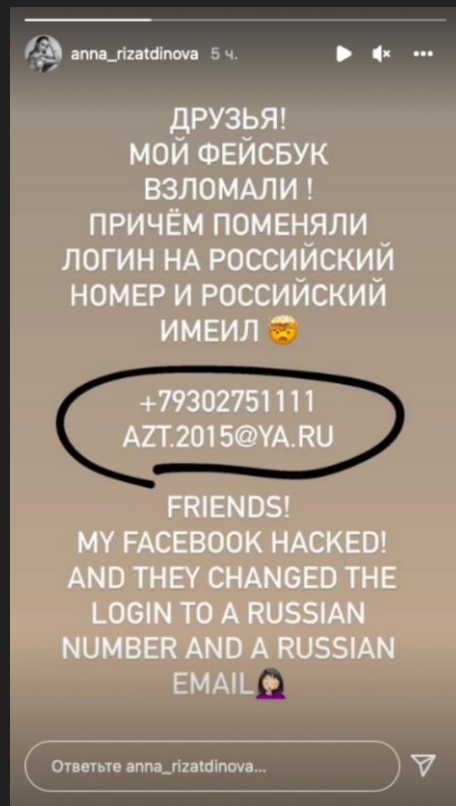 anna_rizatdinova 5 ч.
ДРУЗЬЯ!
МОЙ ФЕЙСБУК
ВЗЛОМАЛИ !
ПРИЧЁМ ПОМЕНЯЛИ
ЛОГИН НА РОССИЙСКИЙ
НОМЕР И РОССИЙСКИЙ
ИМЕИЛ 🤯
+79302751111
AZT.2015@YA.RU
FRIENDS!
MY FACEBOOK HACKED!
AND THEY CHANGED THE
LOGIN TO A RUSSIAN
NUMBER AND A RUSSIAN
EMAIL🤦🏻‍♀️
Ответьте anna_rizatdinova...